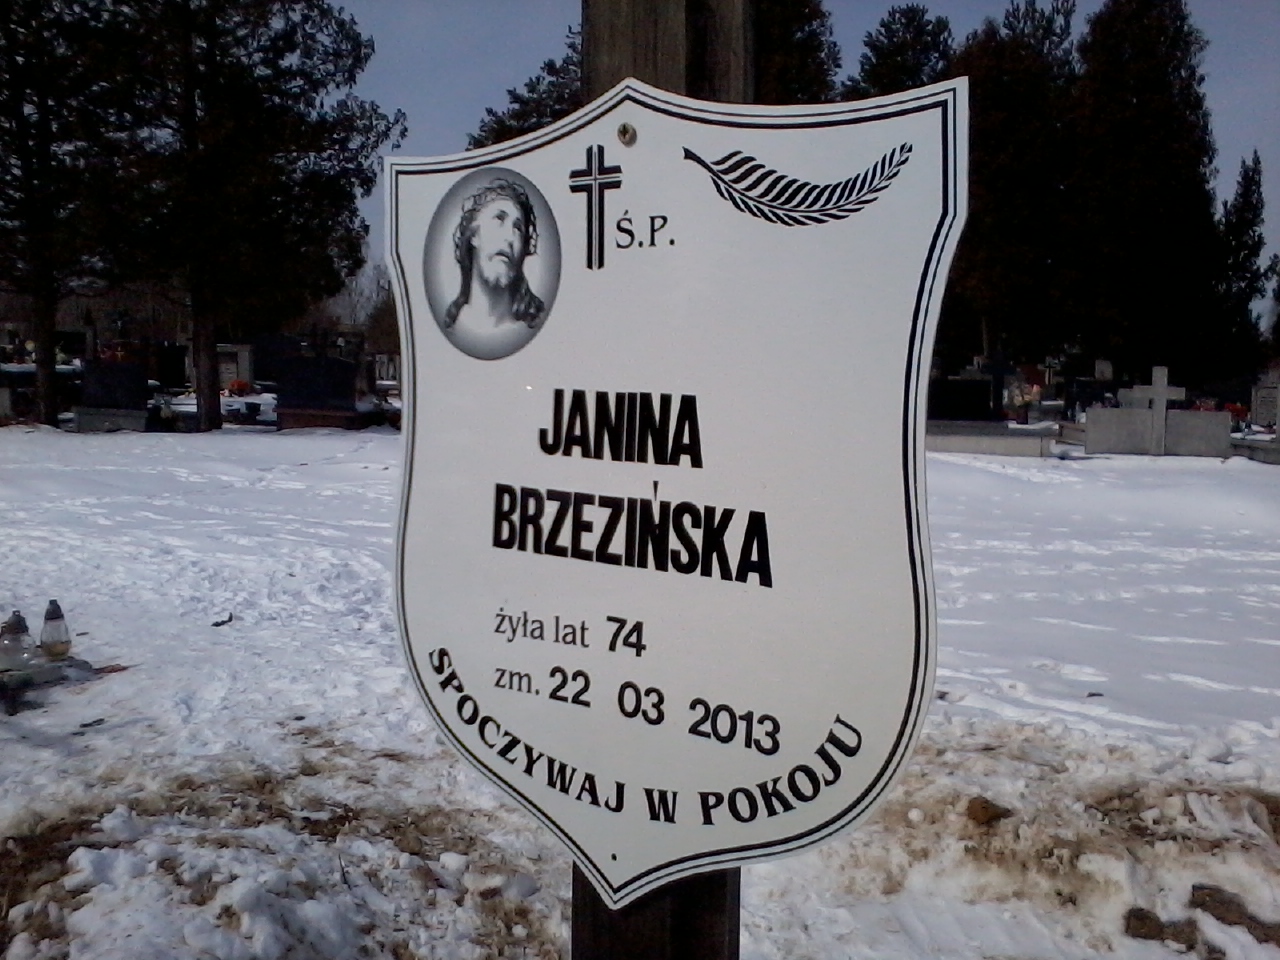 Ś.P.
JANINA
BRZEZIŃSKA
żyła lat 74
zm. 22 03 2013
SPOCZYWAJ W POKOJU